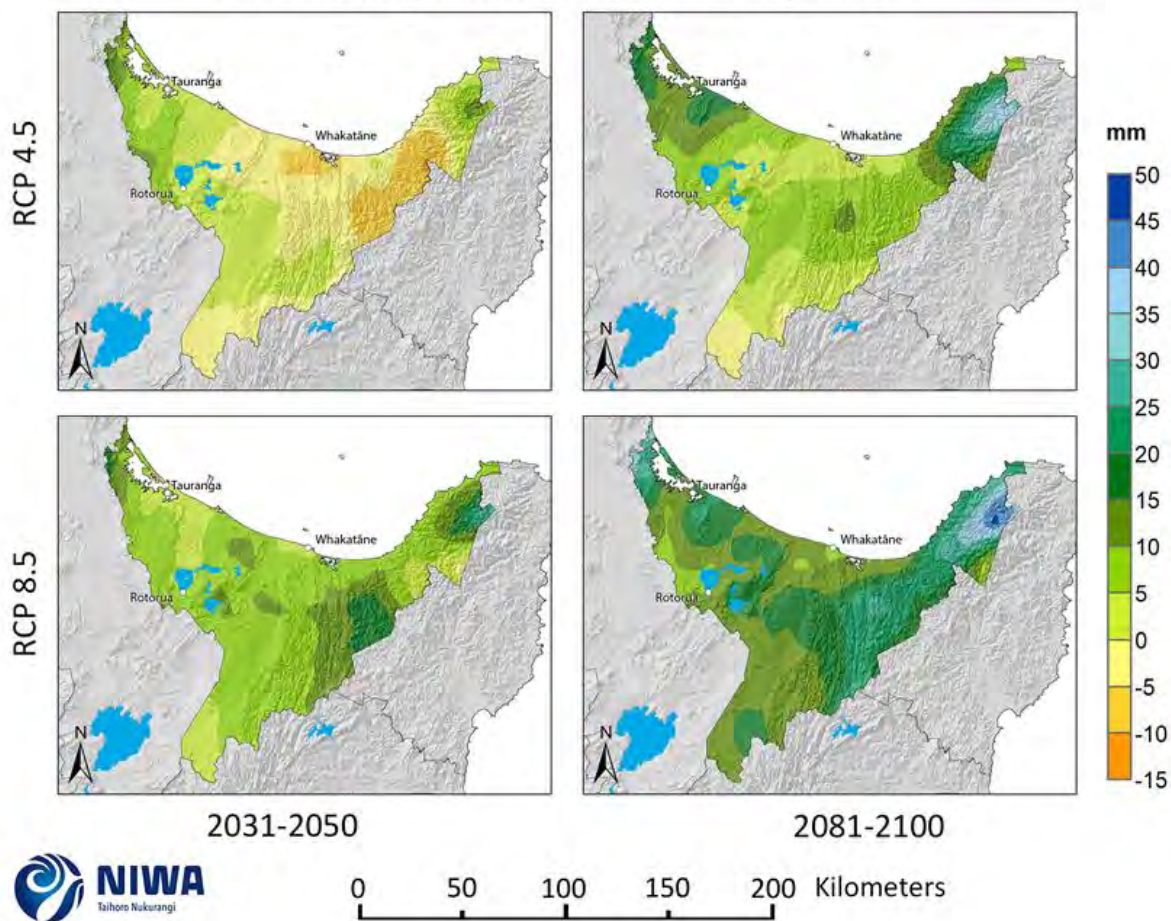 RCP 4.5
Tauranga
Whakatāne
Rotorua
N
Tauranga
Whakatāne
Rotorua
N
mm
50
45
40
35
30
25
20
15
10
5
0
-5
-10
-15
RCP 8.5
Tauranga
Whakatāne
Rotorua
N
Tauranga
Whakatāne
Rotorua
N
2031-2050
2081-2100
NIWA
Taihoro Nukurangi
0 50 100 150 200 Kilometers